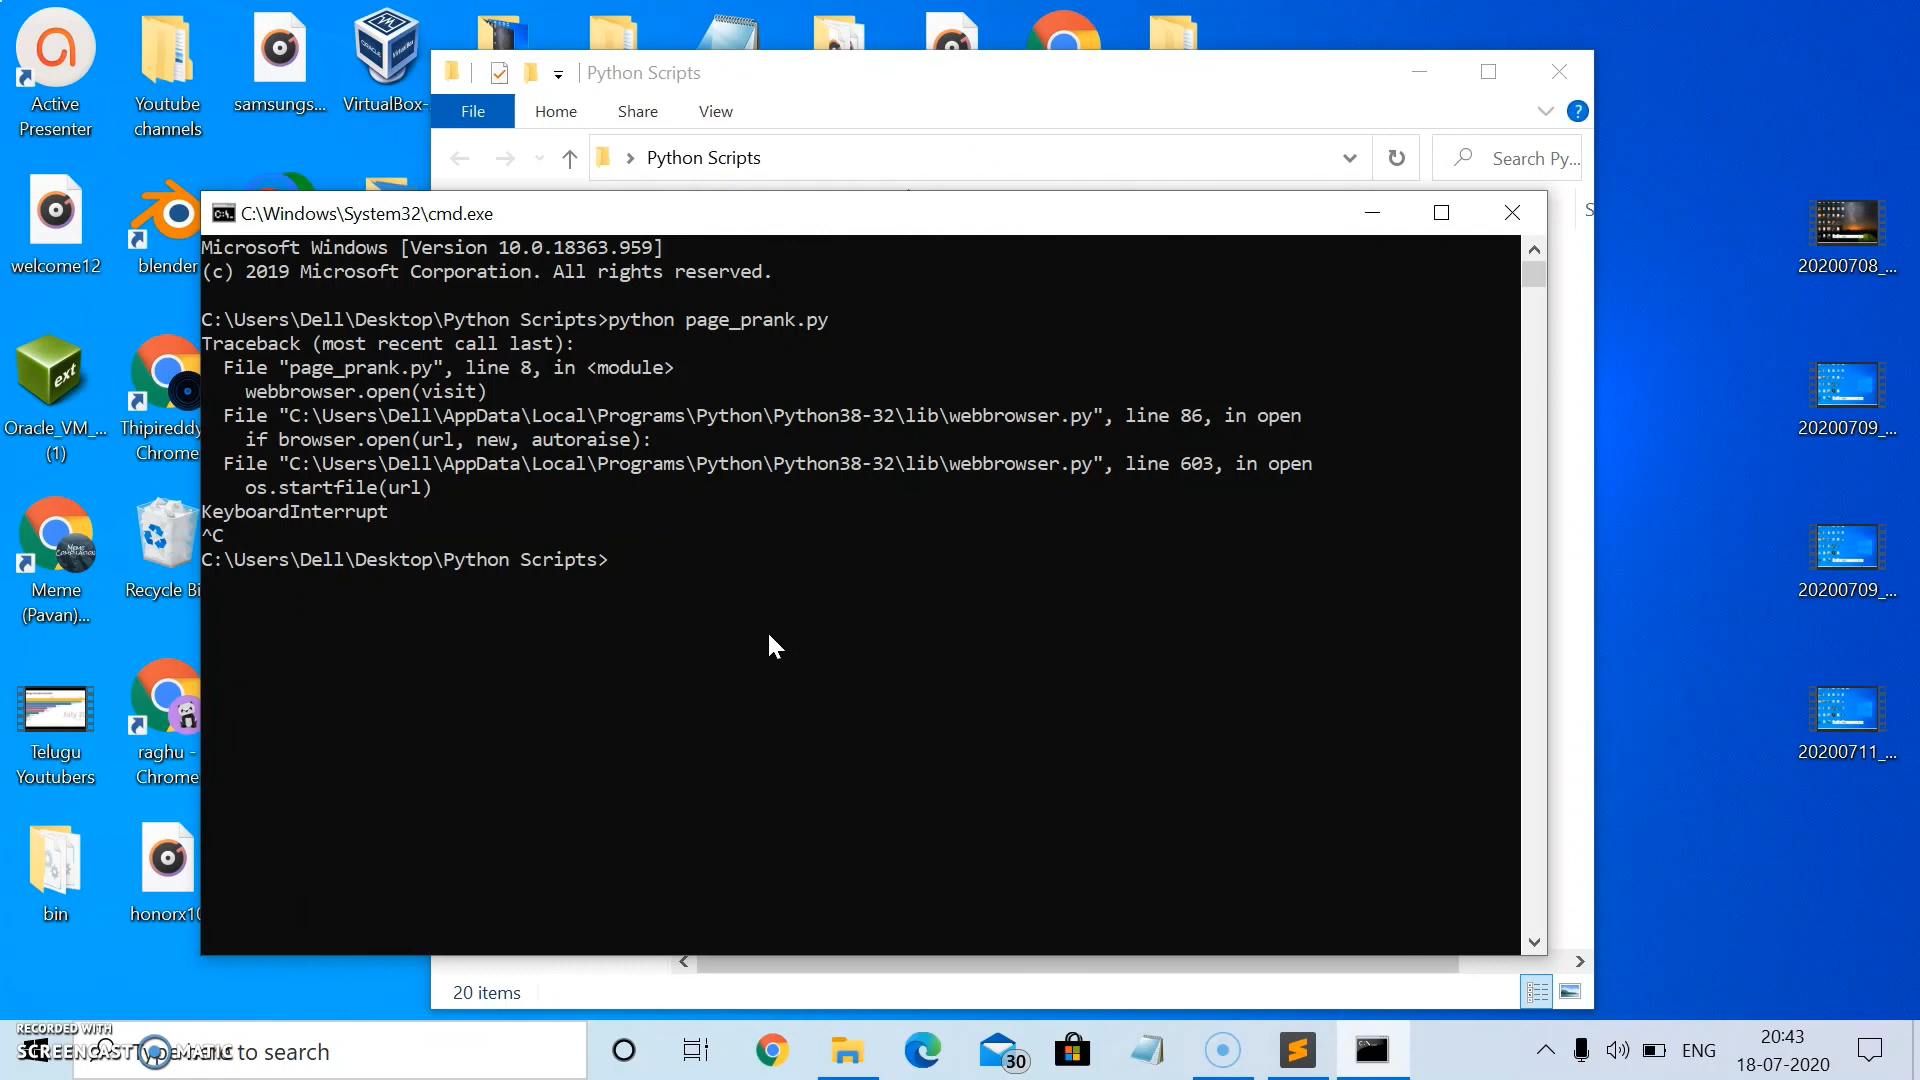 Active
Presenter
Youtube
channels
samsungs...
VirtualBox-
Python Scripts
File
Home
Share
View
Python Scripts
Search Py...
C:\Windows\System32\cmd.exe
Microsoft Windows [Version 10.0.18363.959]
(c) 2019 Microsoft Corporation. All rights reserved.
C:\Users\Dell\Desktop\Python Scripts>python page_prank.py
Traceback (most recent call last):
File "page_prank.py", line 8, in <module>
webbrowser.open(visit)
File "C:\Users\Dell\AppData\Local\Programs\Python\Python38-32\lib\webbrowser.py", line 86, in open
if browser.open(url, new, autoraise):
File "C:\Users\Dell\AppData\Local\Programs\Python\Python38-32\lib\webbrowser.py", line 603, in open
os.startfile(url)
KeyboardInterrupt
^C
C:\Users\Dell\Desktop\Python Scripts>
welcome12
blender
Oracle_VM_...
(1)
Thipireddy
Chrome
Meme
(Pavan)...
Recycle Bi
Telugu
Youtubers
raghu -
Chrome
bin
honorx10
20200708_...
20200709_...
20200709_...
20200711_...
20 items
RECORDED WITH
SCREENCAST MATIC
to search
30
ENG
20:43
18-07-2020